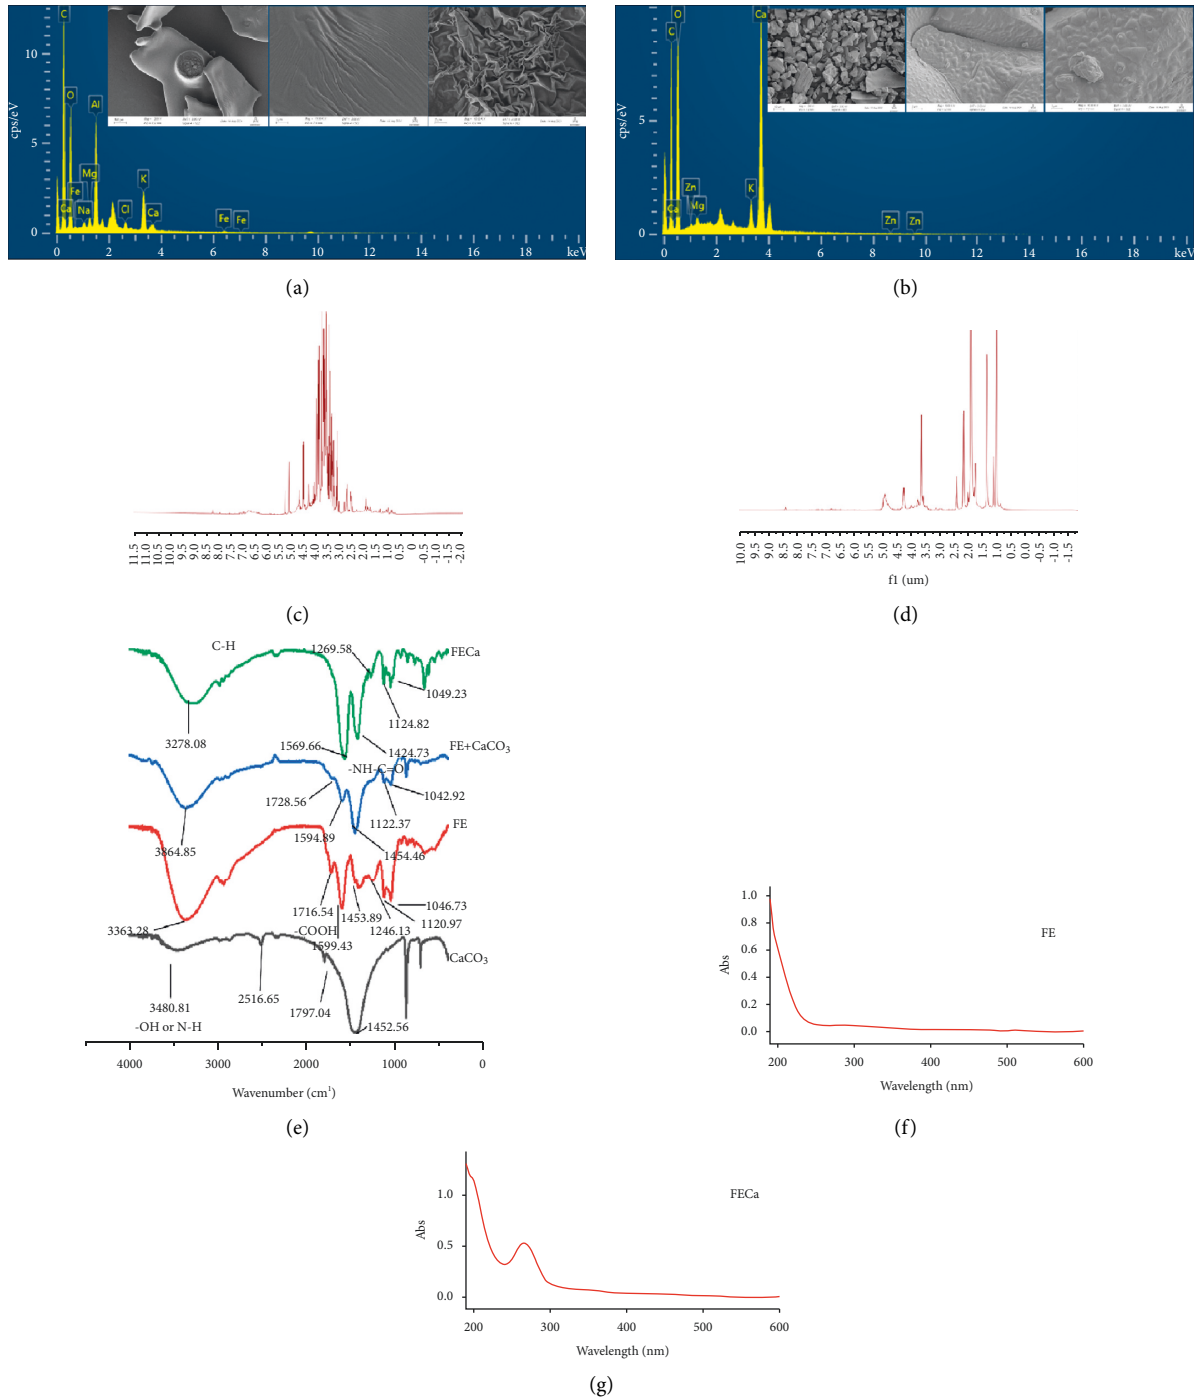 cps/eV
10
5
0
C
O
Al
Mg
Fe
Ca
Na
Cl
K
Ca
Fe
Fe
0 2 4 6 8 10 12 14 16 18 keV
(a)
cps/eV
5
0
C
O
Ca
Zn
Ca
Mg
K
Zn
Zn
0 2 4 6 8 10 12 14 16 18 keV
(b)
11.5 11.0 10.5 10.0 9.5 9.0 8.5 8.0 7.5 7.0 6.5 6.0 5.5 5.0 4.5 4.0 3.5 3.0 2.5 2.0 1.5 1.0 0.5 0 -0.5 -1.0 -1.5 -2.0
(c)
10.0 9.5 9.0 8.5 8.0 7.5 7.0 6.5 6.0 5.5 5.0 4.5 4.0 3.5 3.0 2.5 2.0 1.5 1.0 0.5 0.0 -0.5 -1.0 -1.5
f1 (um)
(d)
C-H
1269.58
FECa
1049.23
1124.82
3278.08
1569.66
1424.73
FE+CaCO3
-NH-C=O
1728.56
1042.92
1122.37
FE
1594.89
3864.85
1454.46
1716.54
1453.89
1046.73
3363.28
-COOH
1246.13
1120.97
1599.43
CaCO3
3480.81
2516.65
1797.04
1452.56
-OH or N-H
4000 3000 2000 1000 0
Wavenumber (cm1)
(e)
Abs
1.0
0.8
0.6
0.4
0.2
0.0
FE
200 300 400 500 600
Wavelength (nm)
(f)
Abs
1.0
0.5
0.0
FECa
200 300 400 500 600
Wavelength (nm)
(g)